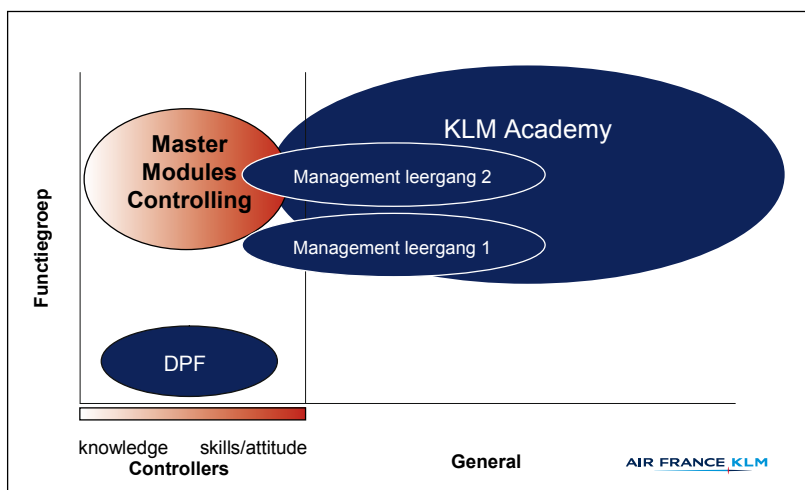 KLM Academy
Master
Modules
Controlling
Management leergang 2
Management leergang 1
Functiegroep
DPF
knowledge skills/attitude
Controllers
General
AIR FRANCE KLM